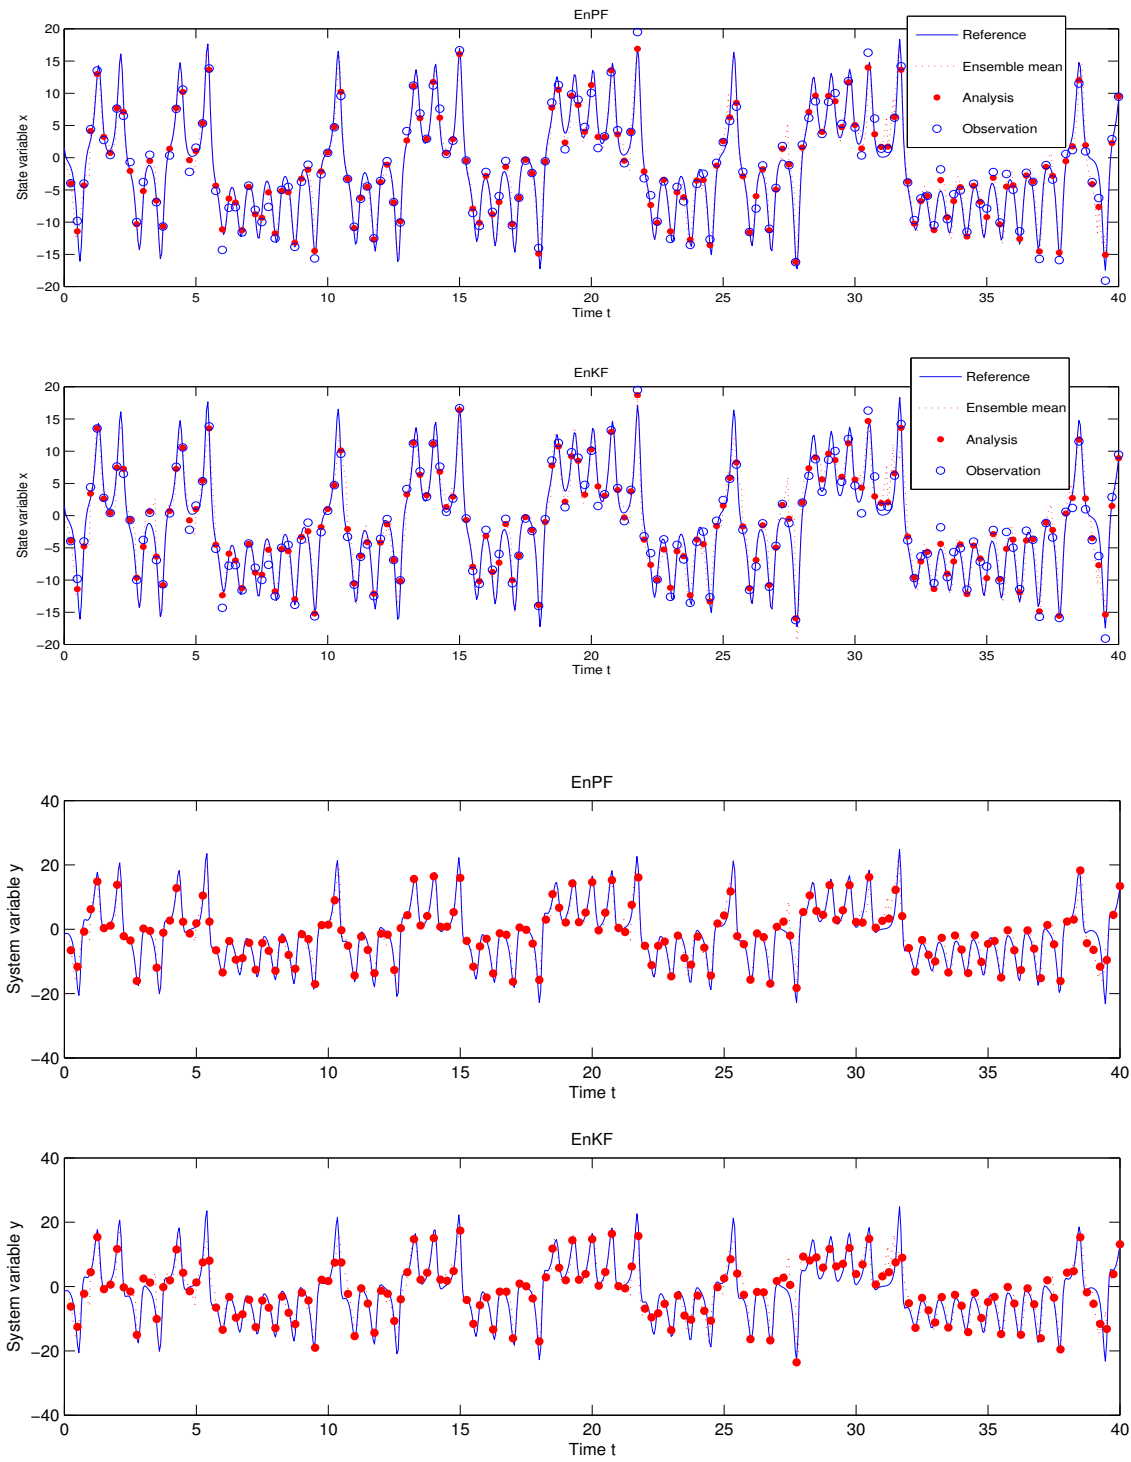 EnPF
20
15
10
5
0
−5
−10
−15
−20
State variable x
0 5 10 15 20 25 30 35 40
Time t
Reference
Ensemble mean
Analysis
Observation
EnKF
20
15
10
5
0
−5
−10
−15
−20
State variable x
0 5 10 15 20 25 30 35 40
Time t
Reference
Ensemble mean
Analysis
Observation
EnPF
40
20
0
−20
−40
System variable y
0 5 10 15 20 25 30 35 40
Time t
EnKF
40
20
0
−20
−40
System variable y
0 5 10 15 20 25 30 35 40
Time t